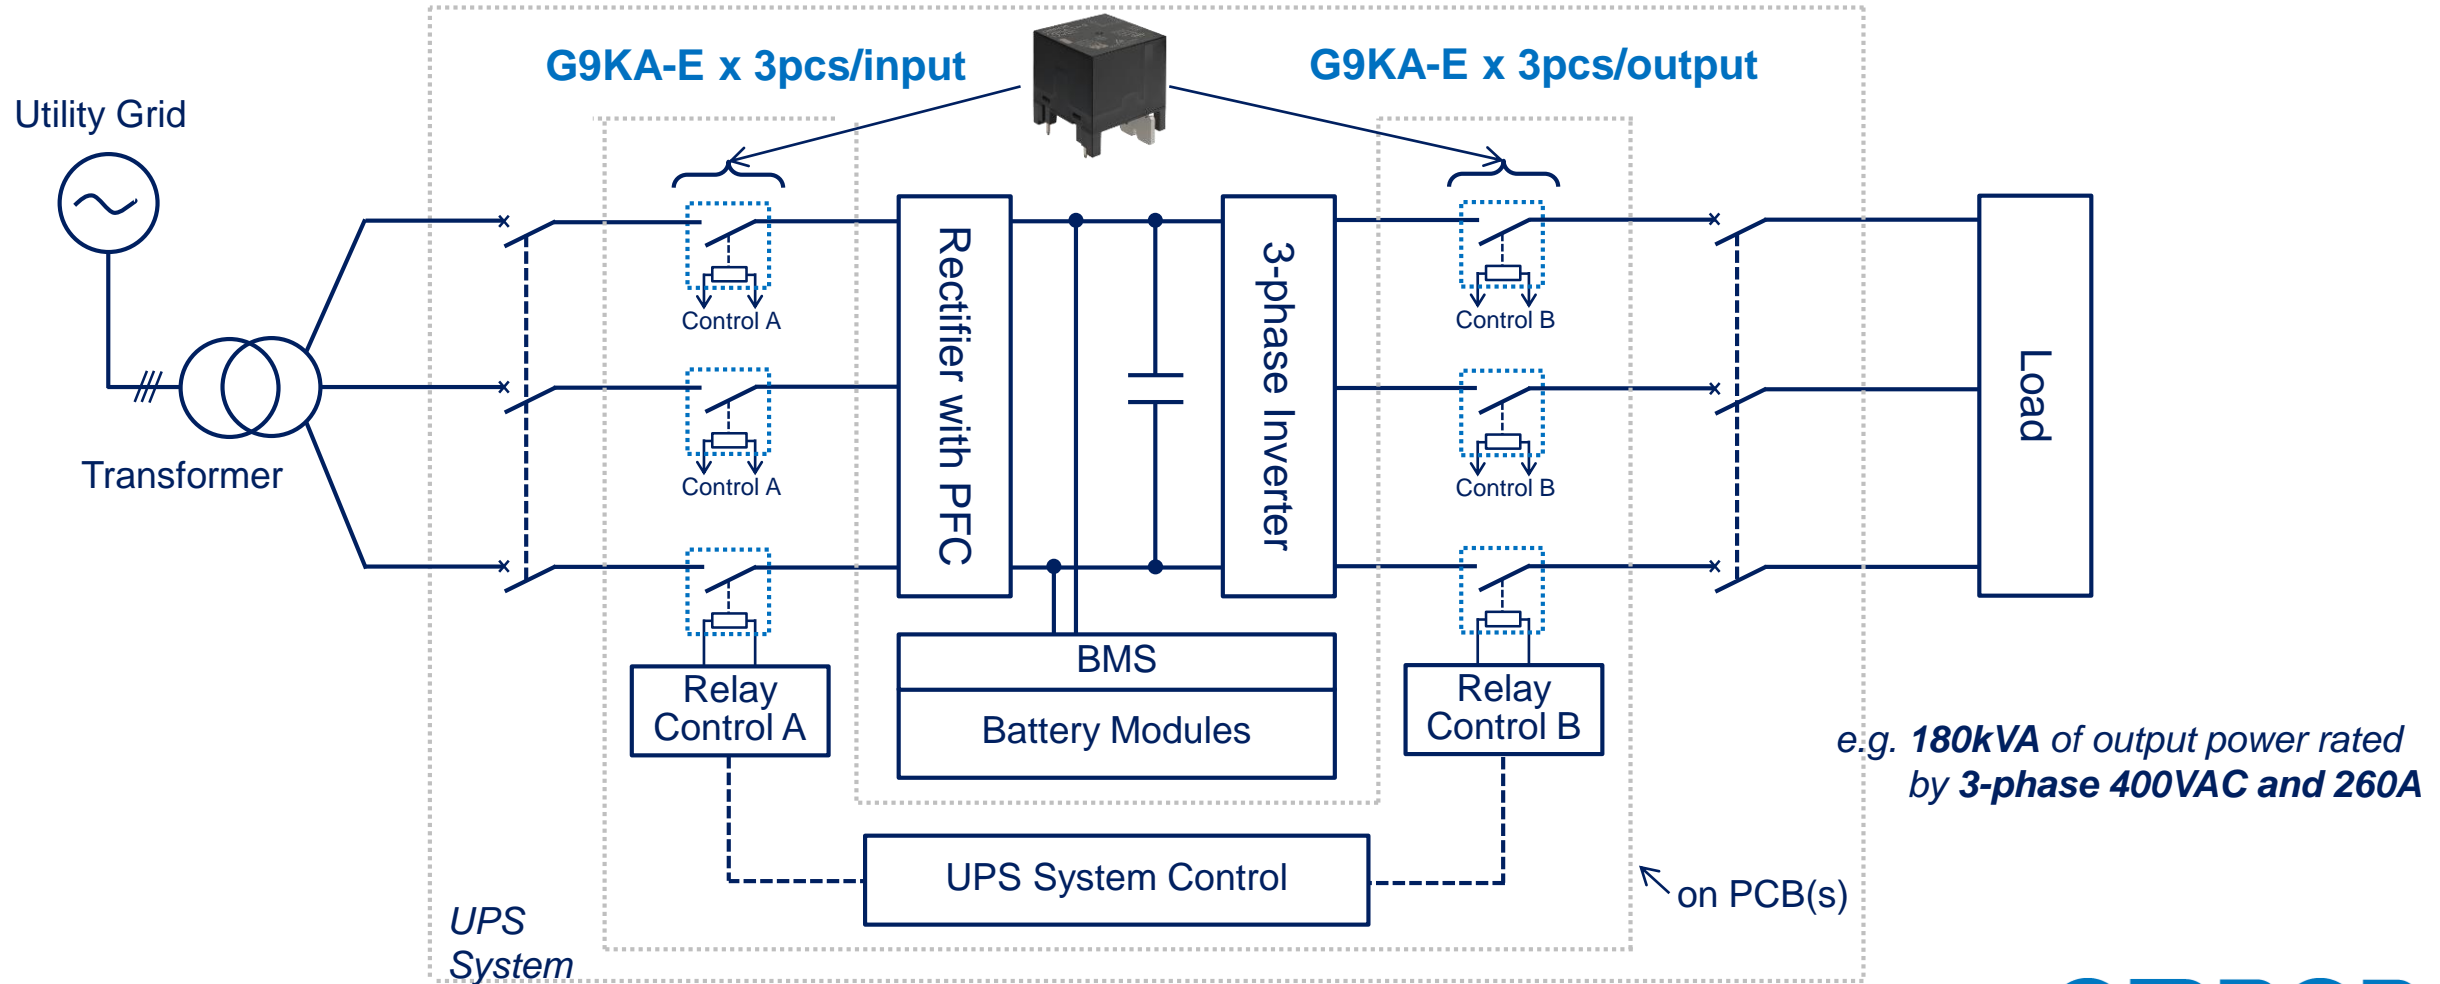 G9KA-E x 3pcs/input
G9KA-E x 3pcs/output
Utility Grid
Transformer
Control A
Control A
Relay
Control A
Rectifier with PFC
3-phase Inverter
BMS
Battery Modules
Control B
Control B
Relay
Control B
Load
e.g. 180kVA of output power rated
by 3-phase 400VAC and 260A
UPS System Control
on PCB(s)
UPS
System